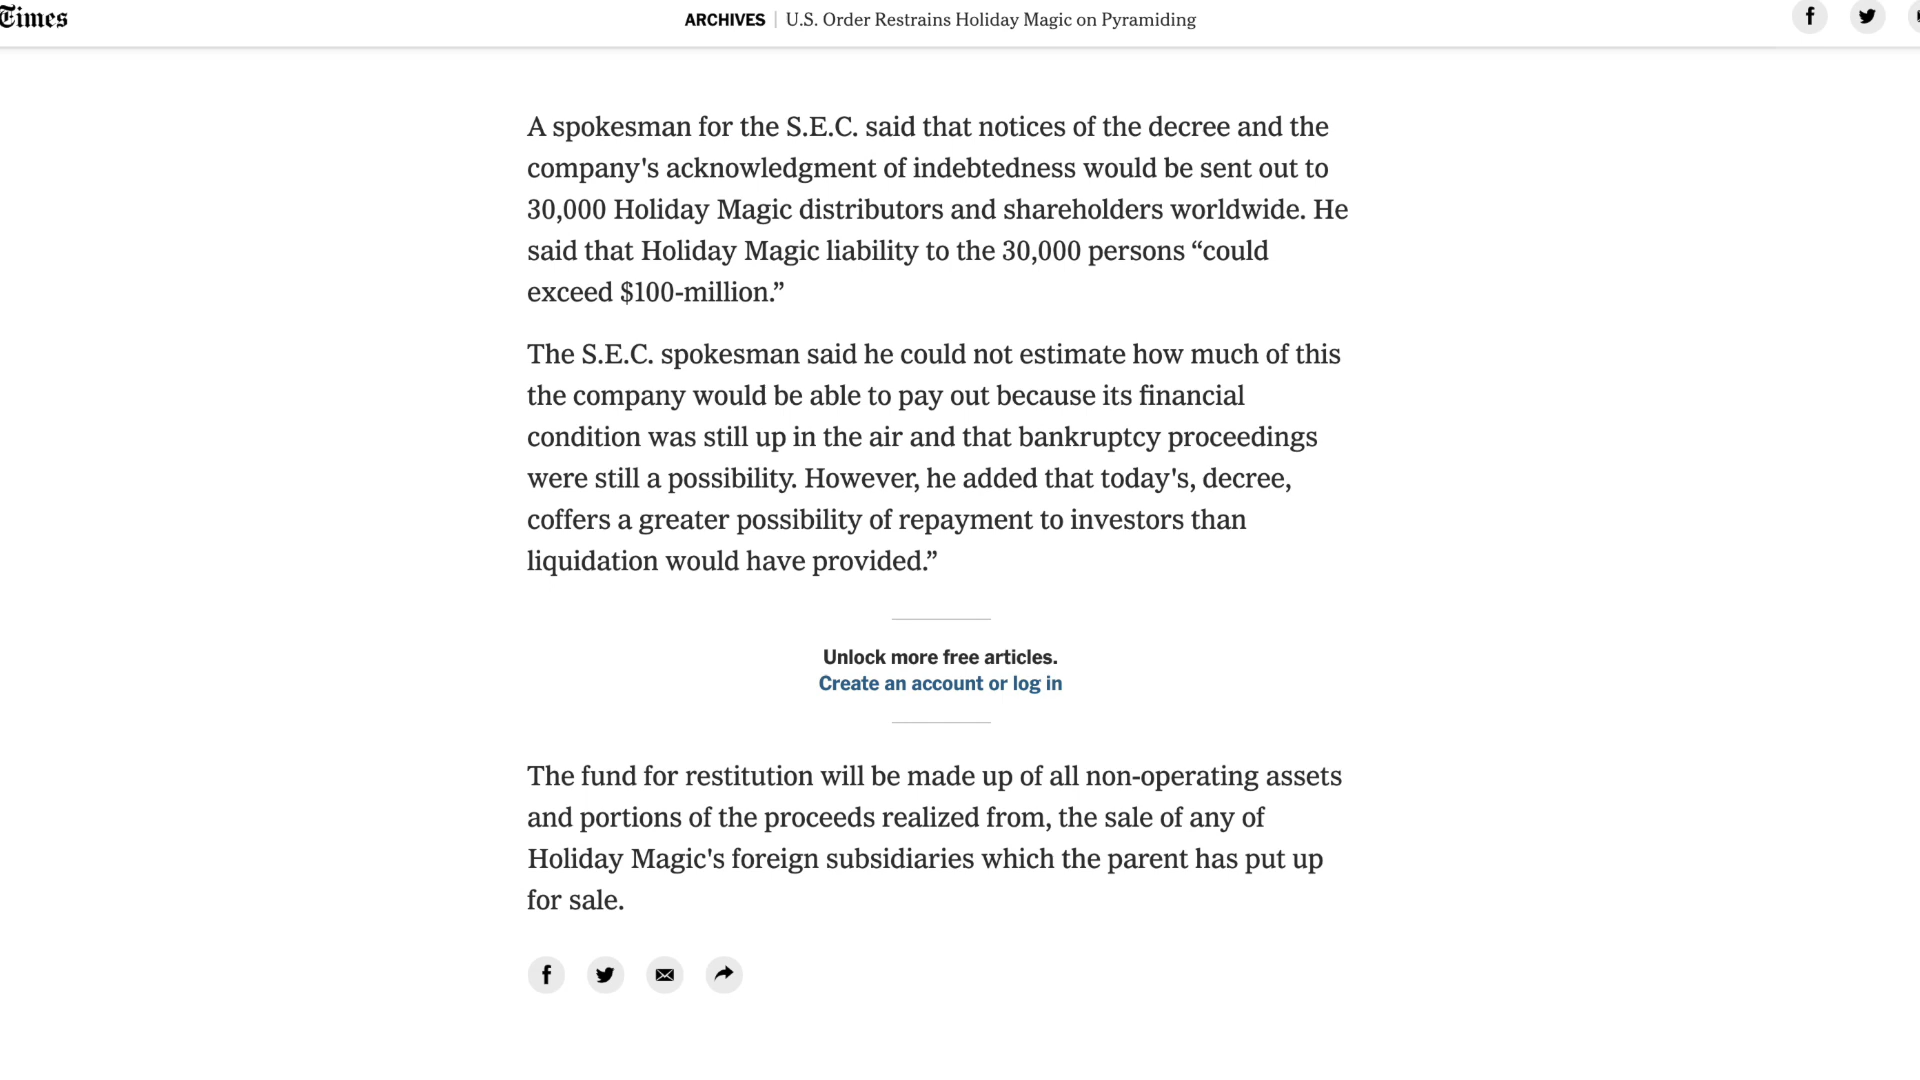 Times
ARCHIVES | U.S. Order Restrains Holiday Magic on Pyramiding
A spokesman for the S.E.C. said that notices of the decree and the
company's acknowledgment of indebtedness would be sent out to
30,000 Holiday Magic distributors and shareholders worldwide. He
said that Holiday Magic liability to the 30,000 persons “could
exceed $100-million.”
The S.E.C. spokesman said he could not estimate how much of this
the company would be able to pay out because its financial
condition was still up in the air and that bankruptcy proceedings
were still a possibility. However, he added that today's, decree,
coffers a greater possibility of repayment to investors than
liquidation would have provided.”
Unlock more free articles.
Create an account or log in
The fund for restitution will be made up of all non-operating assets
and portions of the proceeds realized from, the sale of any of
Holiday Magic's foreign subsidiaries which the parent has put up
for sale.